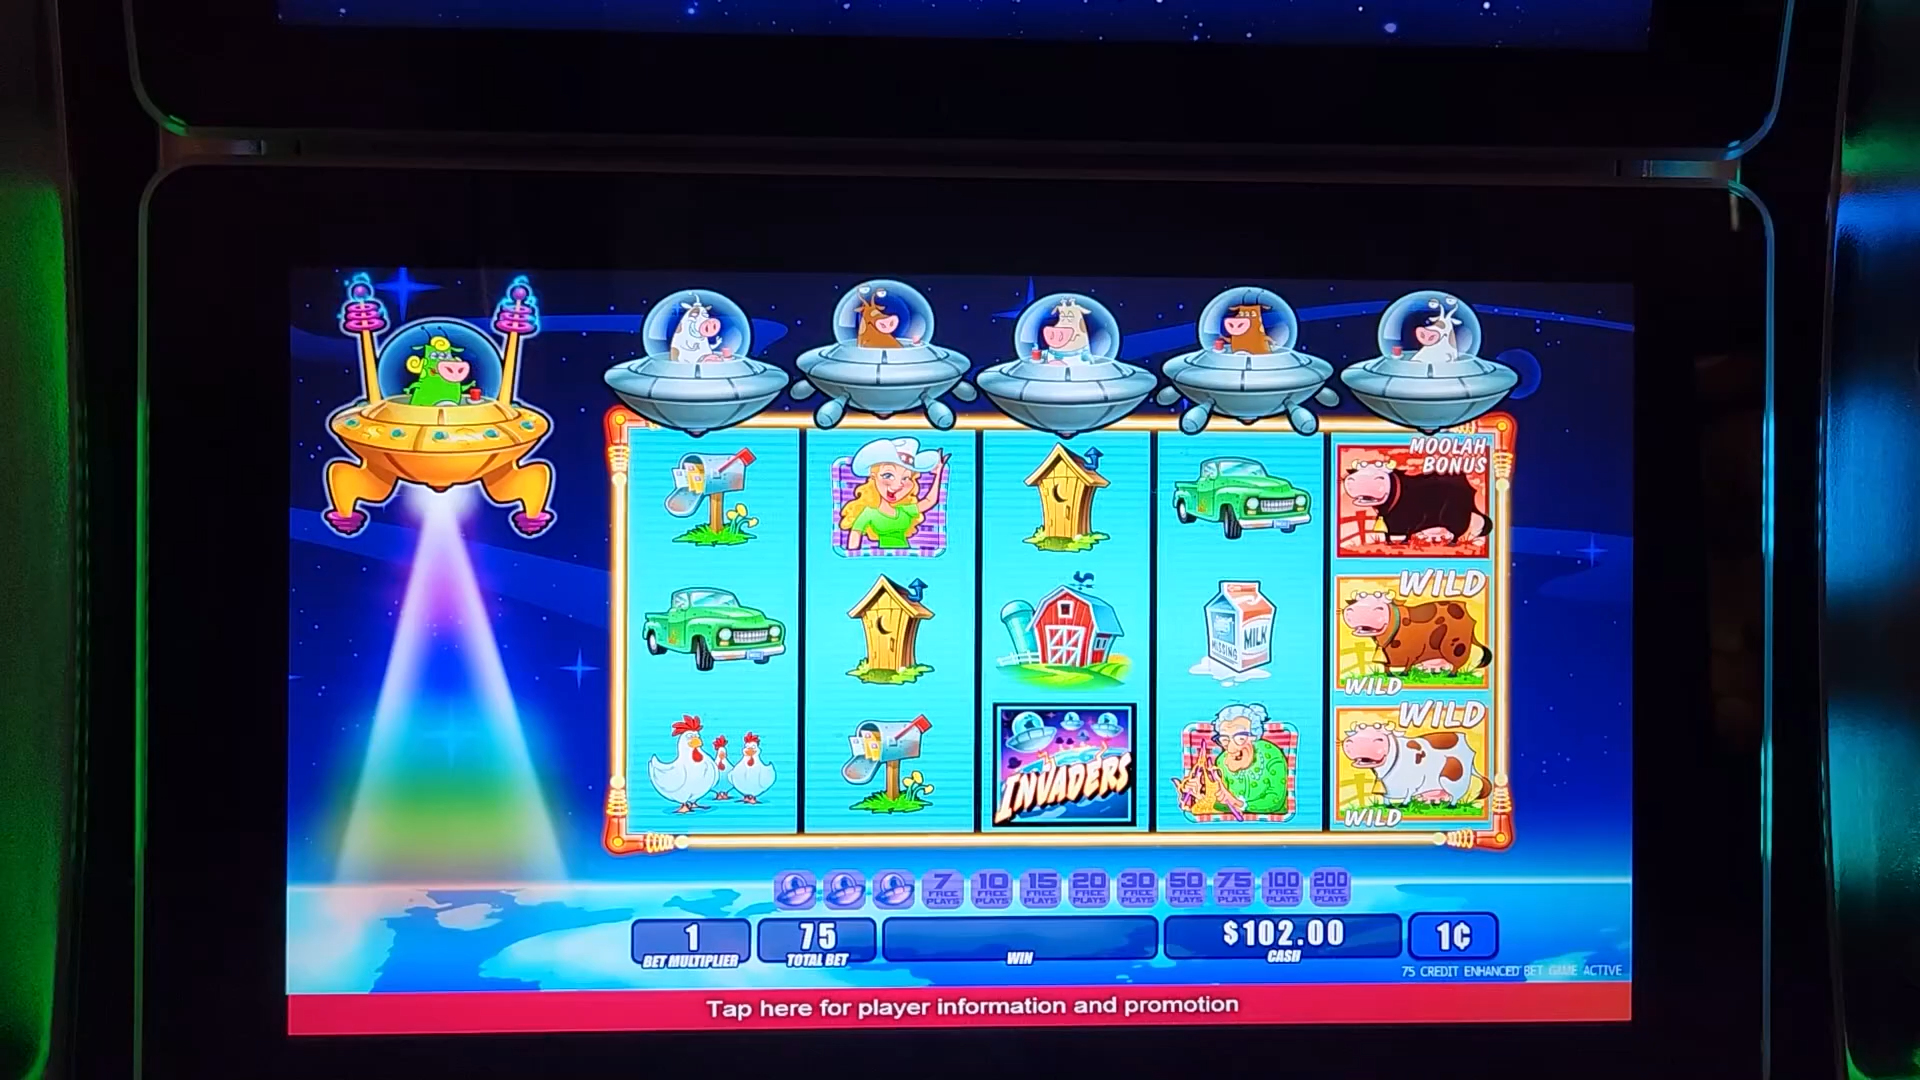 MOOLAH
BONUS
WILD
WILD
MILK
MISSING
WILD
WILD
INVADERS
7 FREE PLAYS
10 FREE PLAYS
15 FREE PLAYS
20 FREE PLAYS
30 FREE PLAYS
50 FREE PLAYS
75 FREE PLAYS
100 FREE PLAYS
200 FREE PLAYS
1
BET MULTIPLIER
75
TOTAL BET
WIN
$102.00
CASH
1¢
75 CREDIT ENHANCED BET GAME ACTIVE
Tap here for player information and promotion